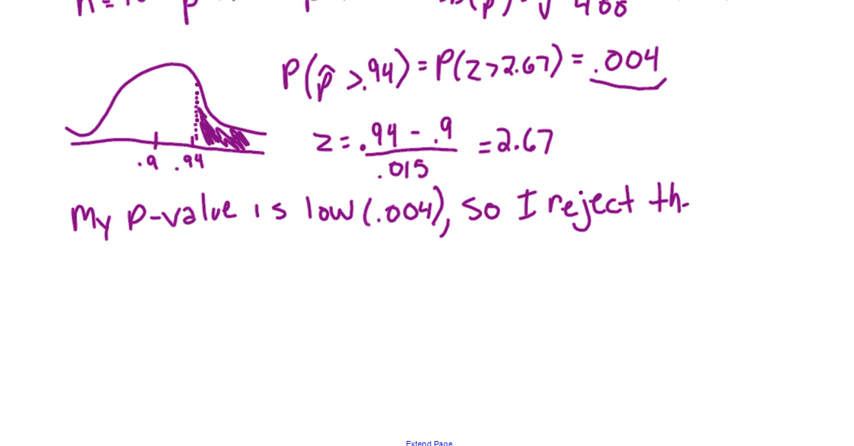 P(p̂ > .94) = P(z > 2.67) = .004
z = .94 - .9 / .015 = 2.67
.9 .94
My p-value is low (.004), so I reject th
Extend Page